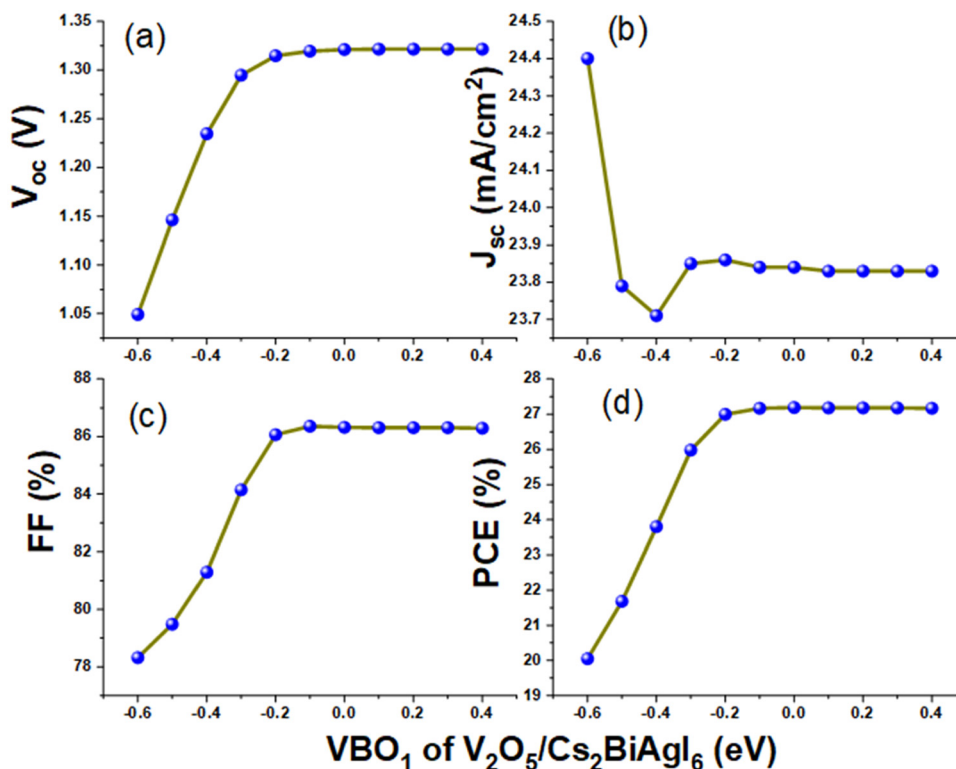 (a)
V_oc (V)
1.35
1.30
1.25
1.20
1.15
1.10
1.05
-0.6 -0.4 -0.2 0.0 0.2 0.4
(b)
J_sc (mA/cm²)
24.5
24.4
24.3
24.2
24.1
24.0
23.9
23.8
23.7
-0.6 -0.4 -0.2 0.0 0.2 0.4
(c)
FF (%)
88
86
84
82
80
78
-0.6 -0.4 -0.2 0.0 0.2 0.4
(d)
PCE (%)
28
27
26
25
24
23
22
21
20
19
-0.6 -0.4 -0.2 0.0 0.2 0.4
VBO₁ of V₂O₅/Cs₂BiAgI₆ (eV)